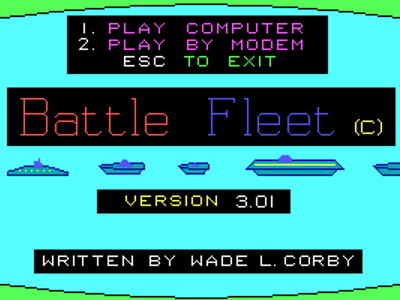 1. PLAY COMPUTER
2. PLAY BY MODEM
ESC TO EXIT
Battle Fleet (C)
VERSION 3.01
WRITTEN BY WADE L. CORBY